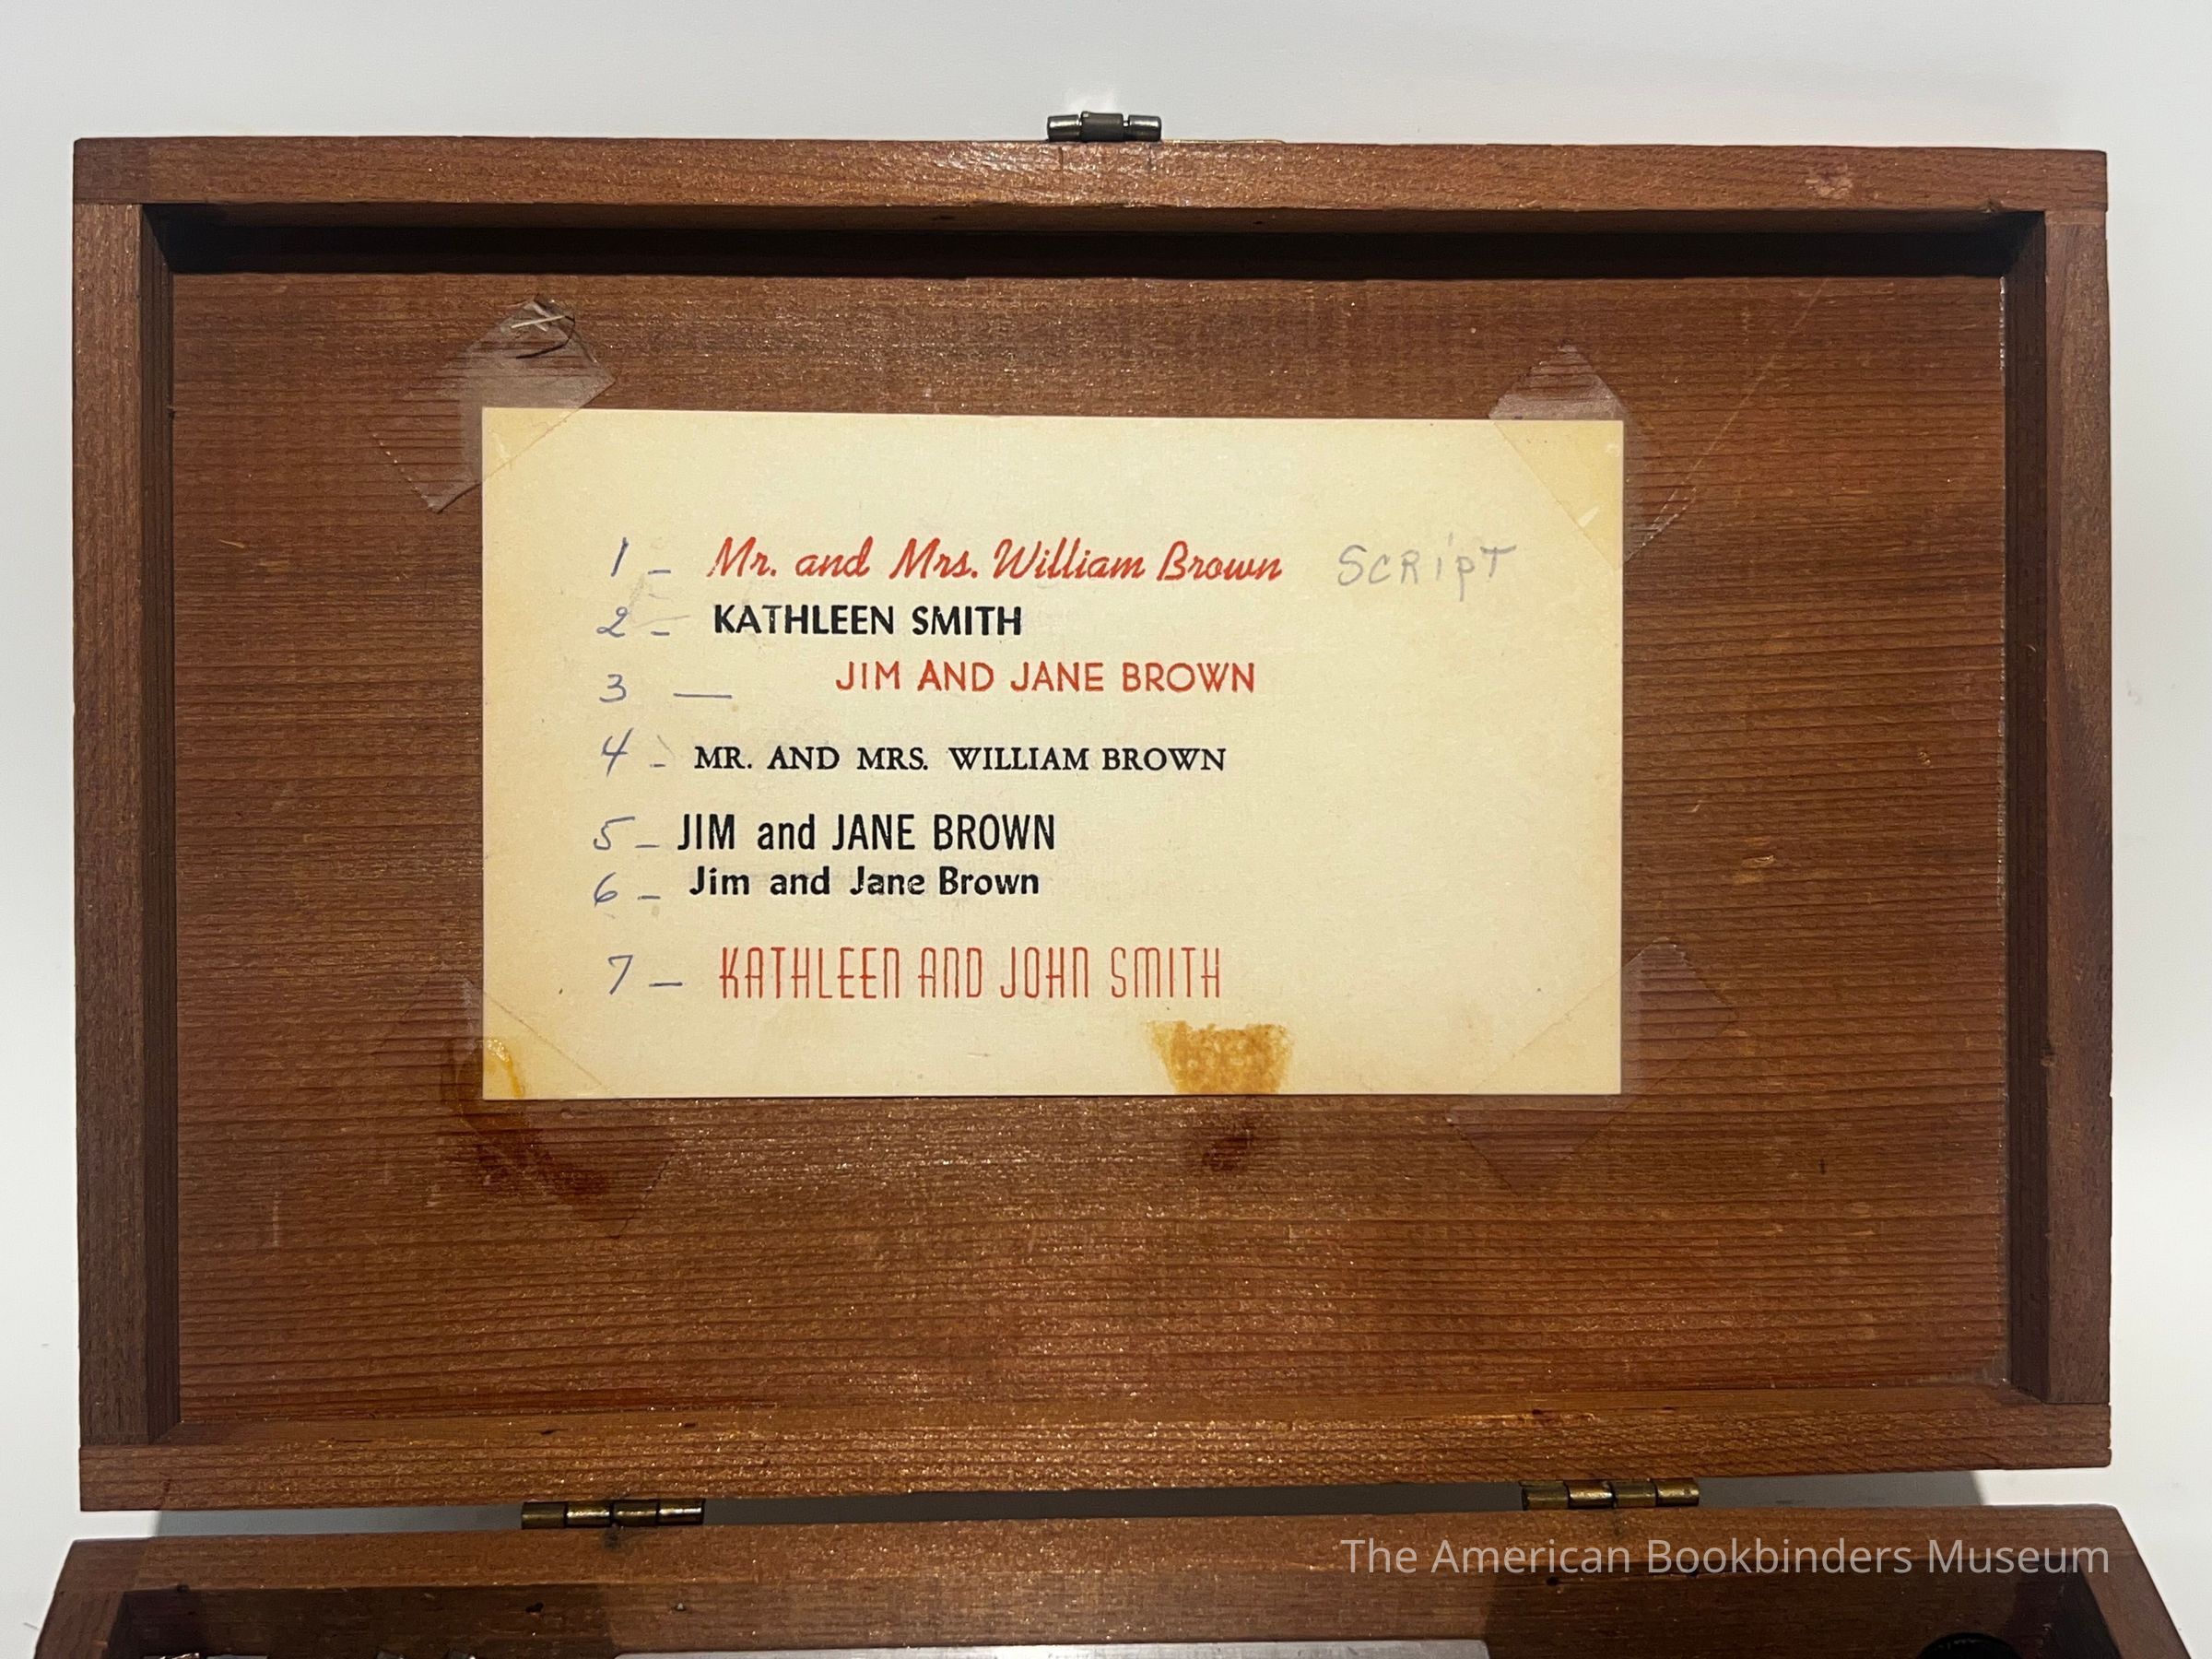 1 - Mr. and Mrs. William Brown Script
2 - KATHLEEN SMITH
3 — JIM AND JANE BROWN
4 - MR. AND MRS. WILLIAM BROWN
5 - JIM and JANE BROWN
6 - Jim and Jane Brown
7 - KATHLEEN AND JOHN SMITH
The American Bookbinders Museum